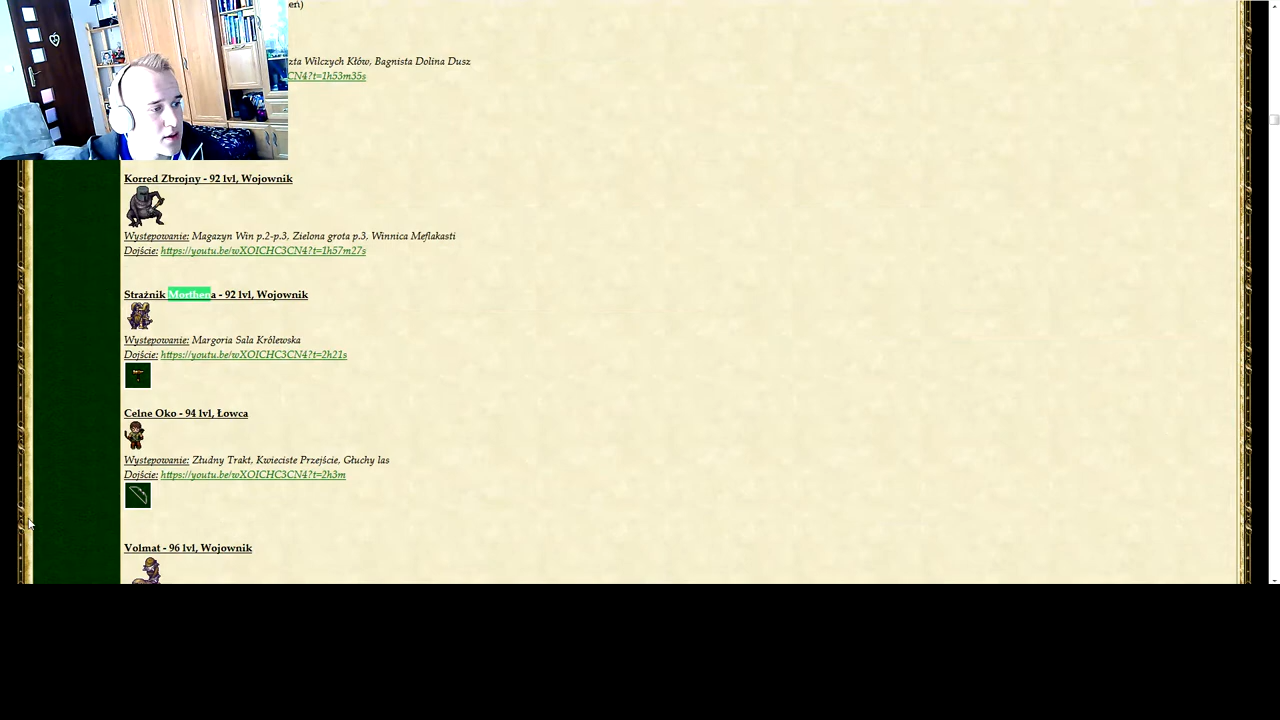 eń)
zta Wilczych Kłów, Bagnista Dolina Dusz
CN4?t=1h53m35s
Korred Zbrojny - 92 lvl, Wojownik
Występowanie: Magazyn Win p.2-p.3, Zielona grota p.3, Winnica Meflakasti
Dojście: https://youtu.be/wXOICHC3CN4?t=1h57m27s
Strażnik Morthena - 92 lvl, Wojownik
Występowanie: Margoria Sala Królewska
Dojście: https://youtu.be/wXOICHC3CN4?t=2h21s
Celne Oko - 94 lvl, Łowca
Występowanie: Złudny Trakt, Kwieciste Przejście, Głuchy las
Dojście: https://youtu.be/wXOICHC3CN4?t=2h3m
Volmat - 96 lvl, Wojownik